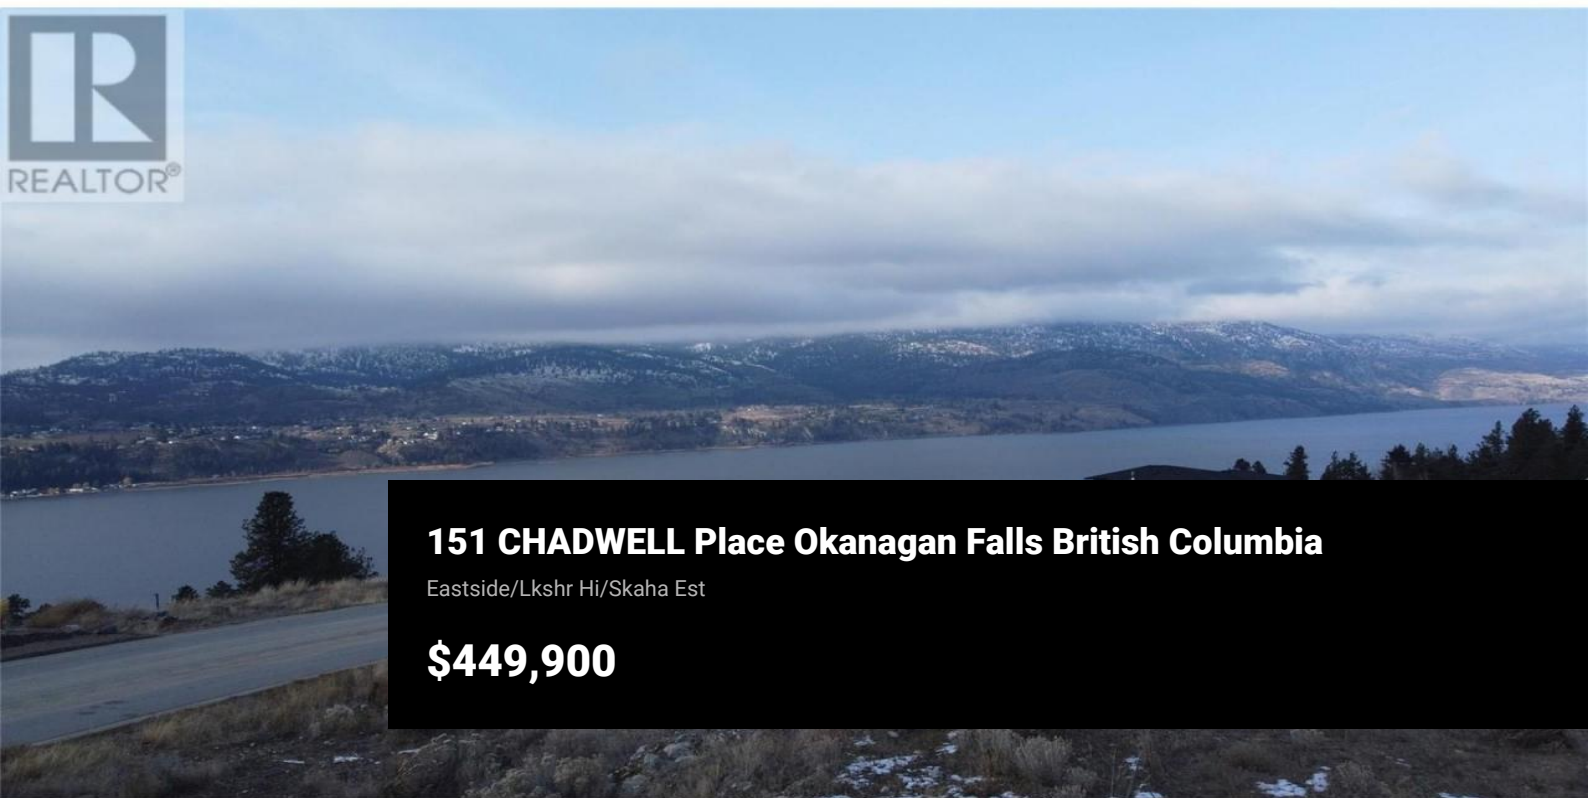 REALTOR®
151 CHADWELL Place Okanagan Falls British Columbia
Eastside/Lkshr Hi/Skaha Est
$449,900